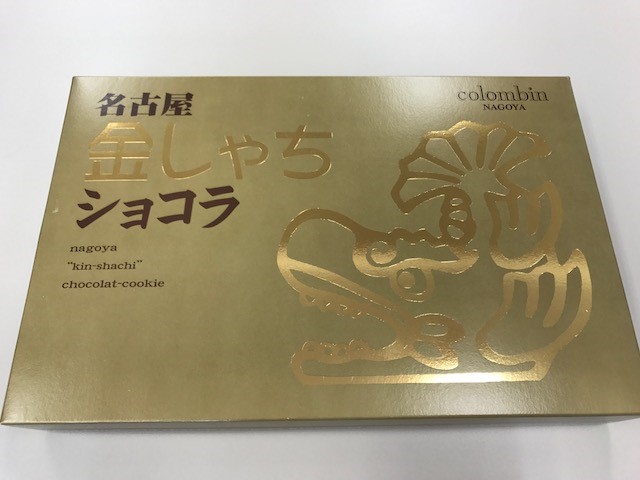 名古屋
金しゃち
ショコラ
nagoya
"kin-shachi"
chocolat-cookie
colombin
NAGOYA